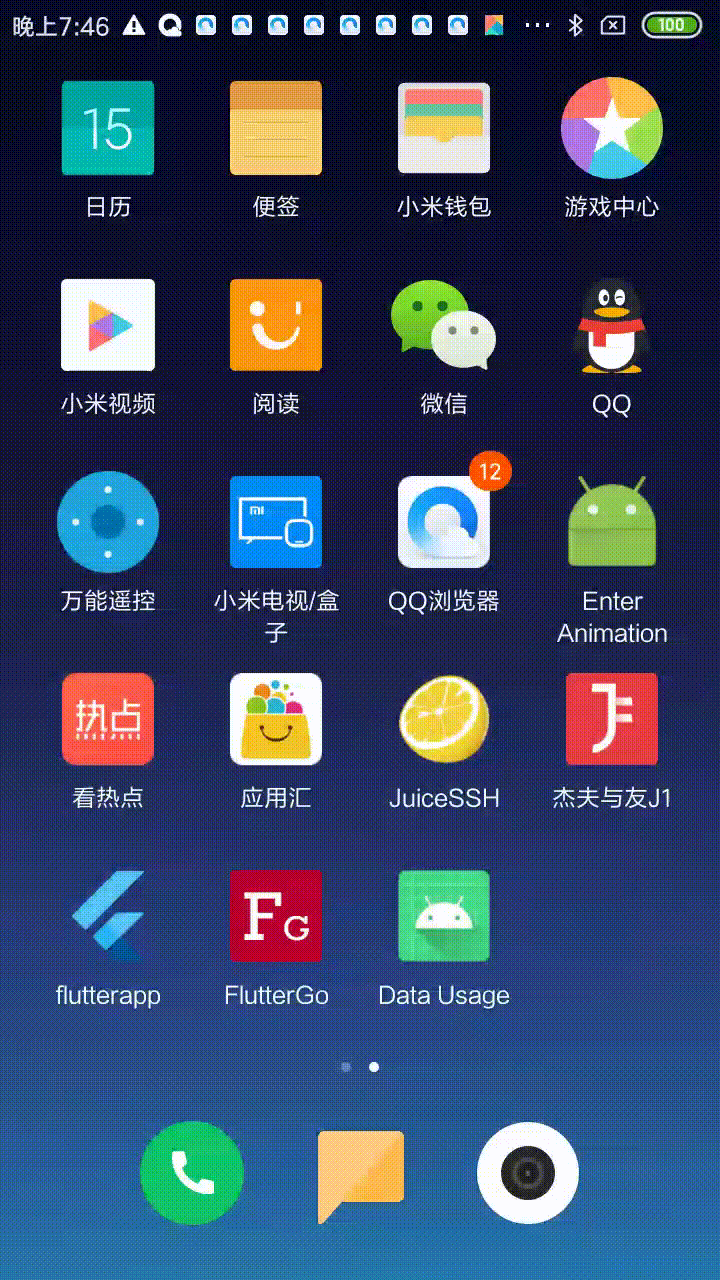 晚上7:46 ... 100
15
日历 便签 小米钱包 游戏中心
小米视频 阅读 微信 QQ
mi
12
万能遥控 小米电视/盒子 QQ浏览器 Enter Animation
热点
看热点 应用汇 JuiceSSH 杰夫与友J1
FG
flutterapp FlutterGo Data Usage